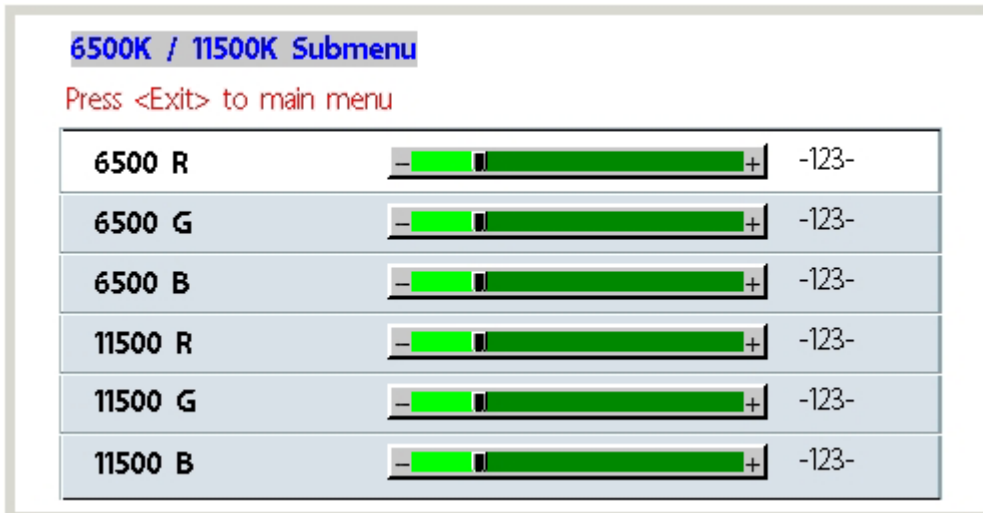 6500K / 11500K Submenu
Press <Exit> to main menu
6500 R - + -123-
6500 G - + -123-
6500 B - + -123-
11500 R - + -123-
11500 G - + -123-
11500 B - + -123-